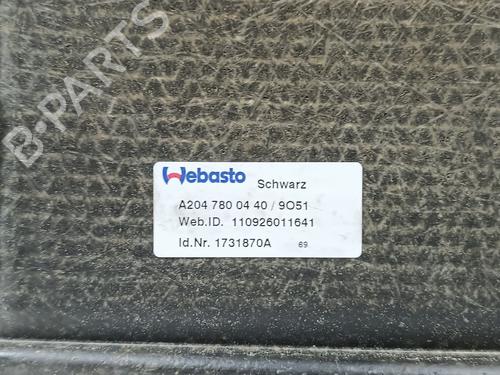 B-PARTS
Webasto Schwarz
A204 780 04 40 / 9O51
Web.ID. 110926011641
Id.Nr. 1731870A 69